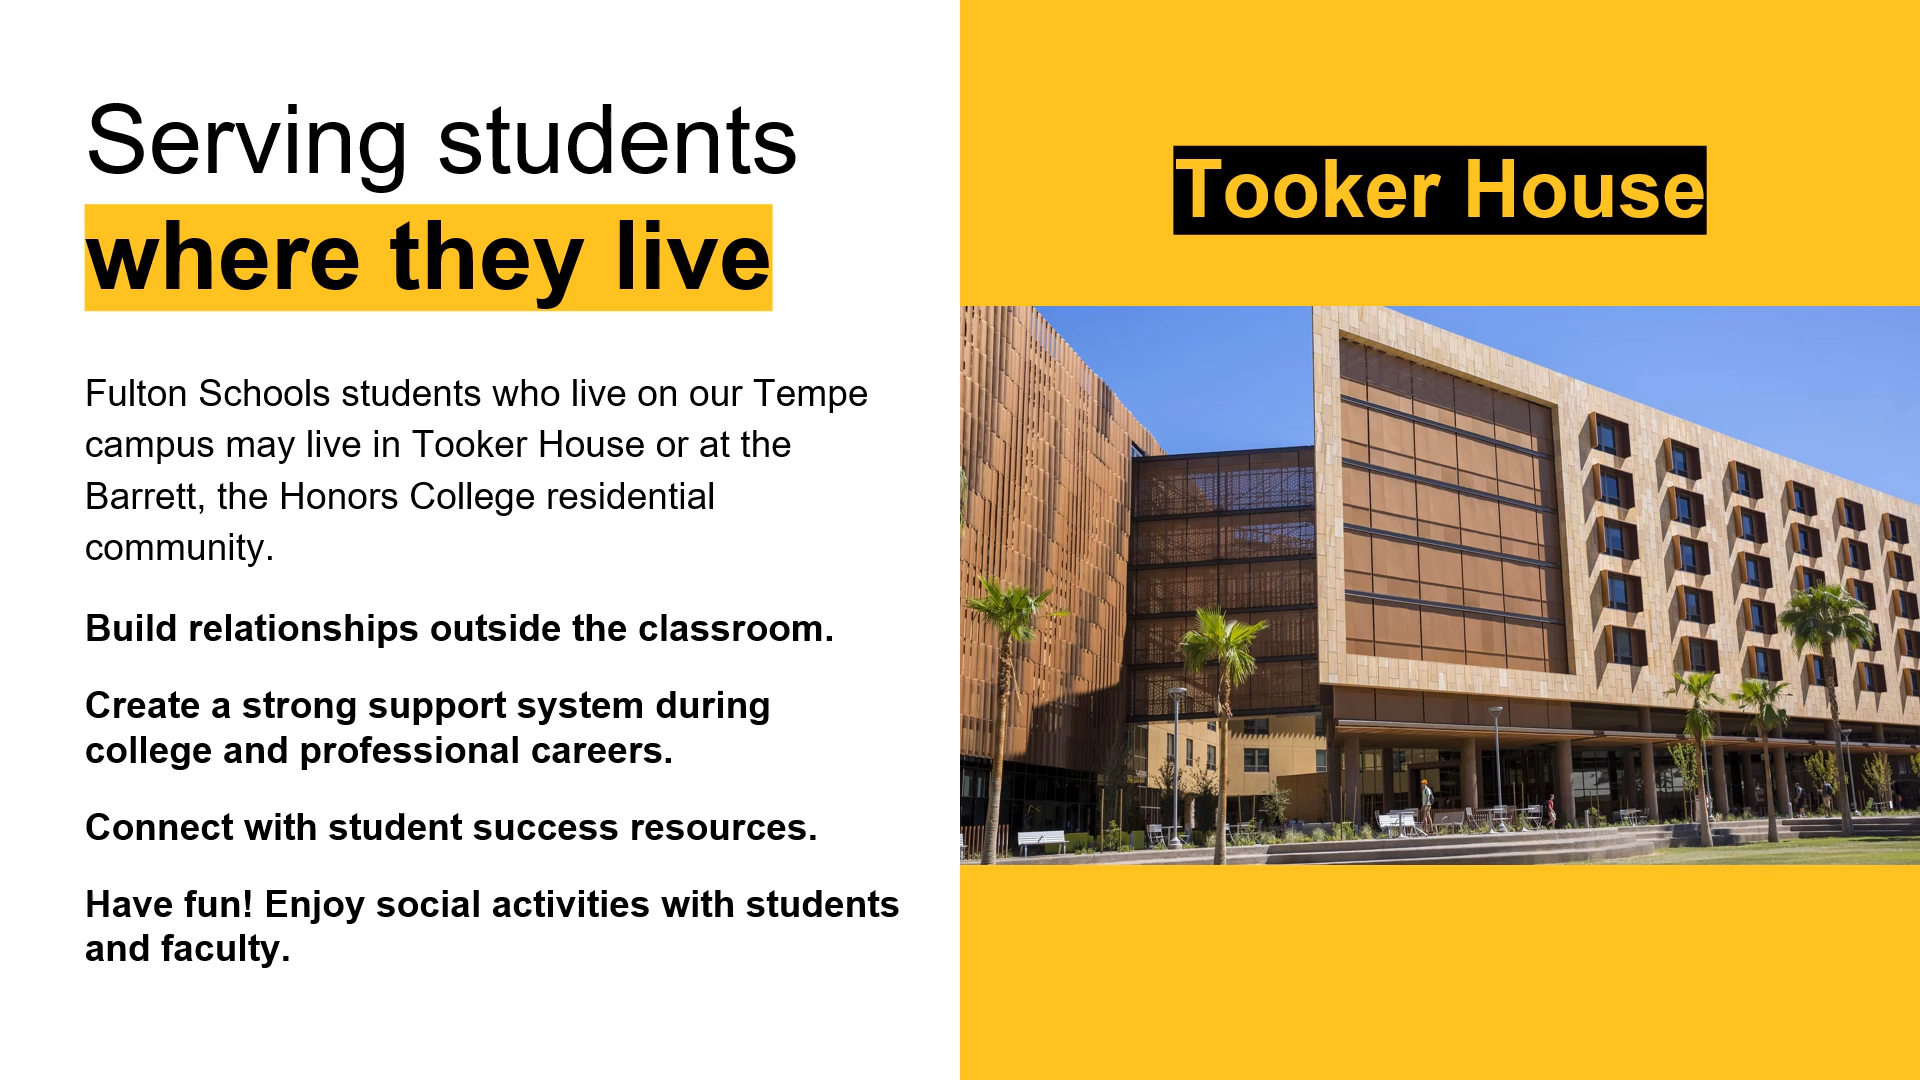 Serving students
where they live
Fulton Schools students who live on our Tempe
campus may live in Tooker House or at the
Barrett, the Honors College residential
community.
Build relationships outside the classroom.
Create a strong support system during
college and professional careers.
Connect with student success resources.
Have fun! Enjoy social activities with students
and faculty.
Tooker House